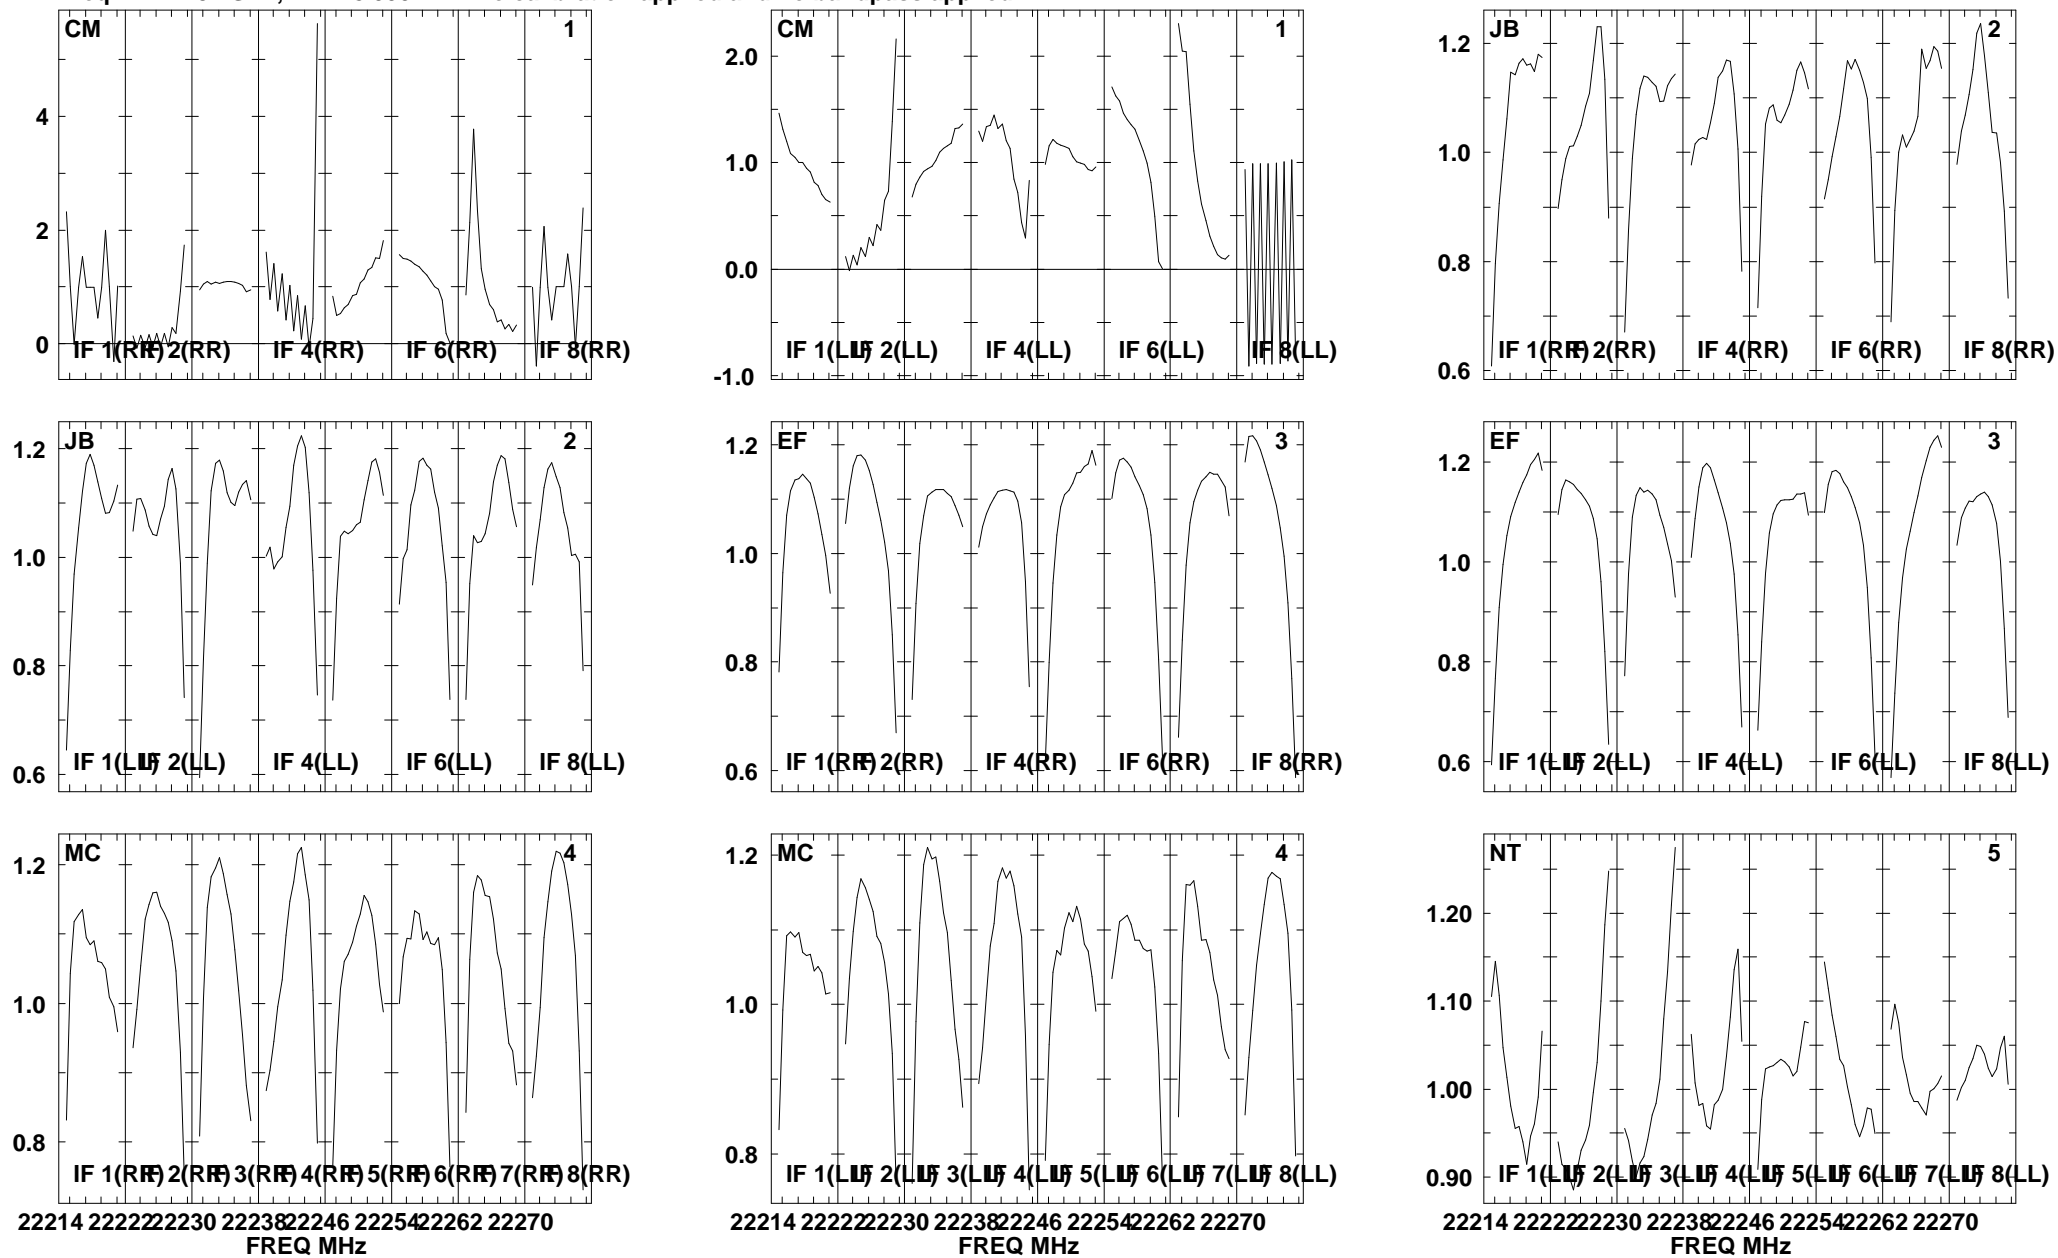 CM 1
4
2
0
IF 1(RR) IF 2(RR) IF 4(RR) IF 6(RR) IF 8(RR)
CM 1
2.0
1.0
0.0
-1.0
IF 1(LL) IF 2(LL) IF 4(LL) IF 6(LL) IF 8(LL)
JB 2
1.2
1.0
0.8
0.6
IF 1(RR) IF 2(RR) IF 4(RR) IF 6(RR) IF 8(RR)
JB 2
1.2
1.0
0.8
0.6
IF 1(LL) IF 2(LL) IF 4(LL) IF 6(LL) IF 8(LL)
EF 3
1.2
1.0
0.8
0.6
IF 1(RR) IF 2(RR) IF 4(RR) IF 6(RR) IF 8(RR)
EF 3
1.2
1.0
0.8
0.6
IF 1(LL) IF 2(LL) IF 4(LL) IF 6(LL) IF 8(LL)
MC 4
1.2
1.0
0.8
IF 1(RR) IF 2(RR) IF 3(RR) IF 4(RR) IF 5(RR) IF 6(RR) IF 7(RR) IF 8(RR)
22214 22222 22230 22238 22246 22254 22262 22270
FREQ MHz
MC 4
1.2
1.0
0.8
IF 1(LL) IF 2(LL) IF 3(LL) IF 4(LL) IF 5(LL) IF 6(LL) IF 7(LL) IF 8(LL)
22214 22222 22230 22238 22246 22254 22262 22270
FREQ MHz
NT 5
1.20
1.10
1.00
0.90
IF 1(LL) IF 2(LL) IF 3(LL) IF 4(LL) IF 5(LL) IF 6(LL) IF 7(LL) IF 8(LL)
22214 22222 22230 22238 22246 22254 22262 22270
FREQ MHz